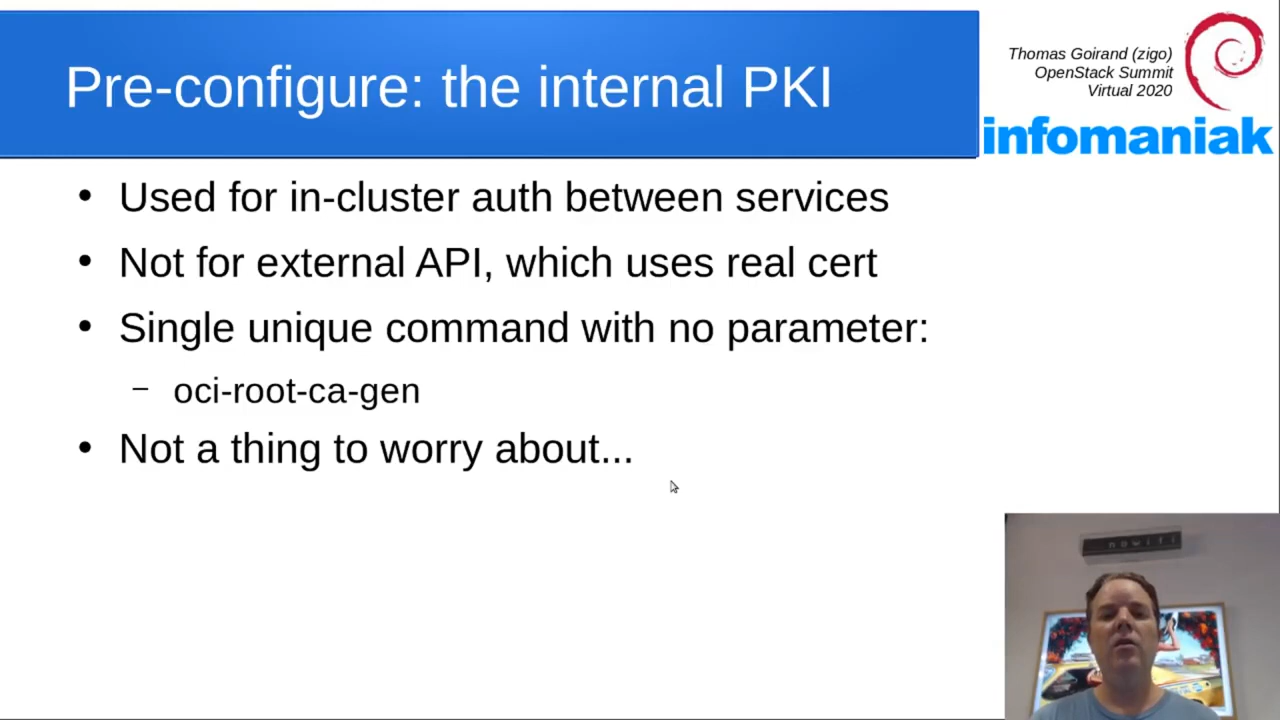 Pre-configure: the internal PKI
Thomas Goirand (zigo)
OpenStack Summit
Virtual 2020
infomaniak
• Used for in-cluster auth between services
• Not for external API, which uses real cert
• Single unique command with no parameter:
– oci-root-ca-gen
• Not a thing to worry about...